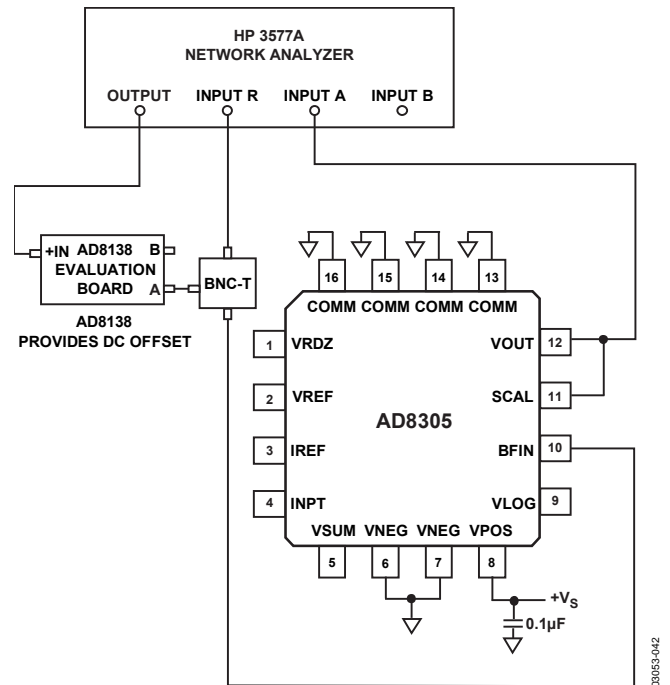 HP 3577A
NETWORK ANALYZER
OUTPUT INPUT R INPUT A INPUT B
+IN AD8138 B
EVALUATION
BOARD A
BNC-T
AD8138
PROVIDES DC OFFSET
16 15 14 13
COMM COMM COMM COMM
1 VRDZ
VOUT 12
2 VREF
SCAL 11
AD8305
3 IREF
BFIN 10
4 INPT
VLOG 9
VSUM VNEG VNEG VPOS
5 6 7 8
+VS
0.1µF
03053-042